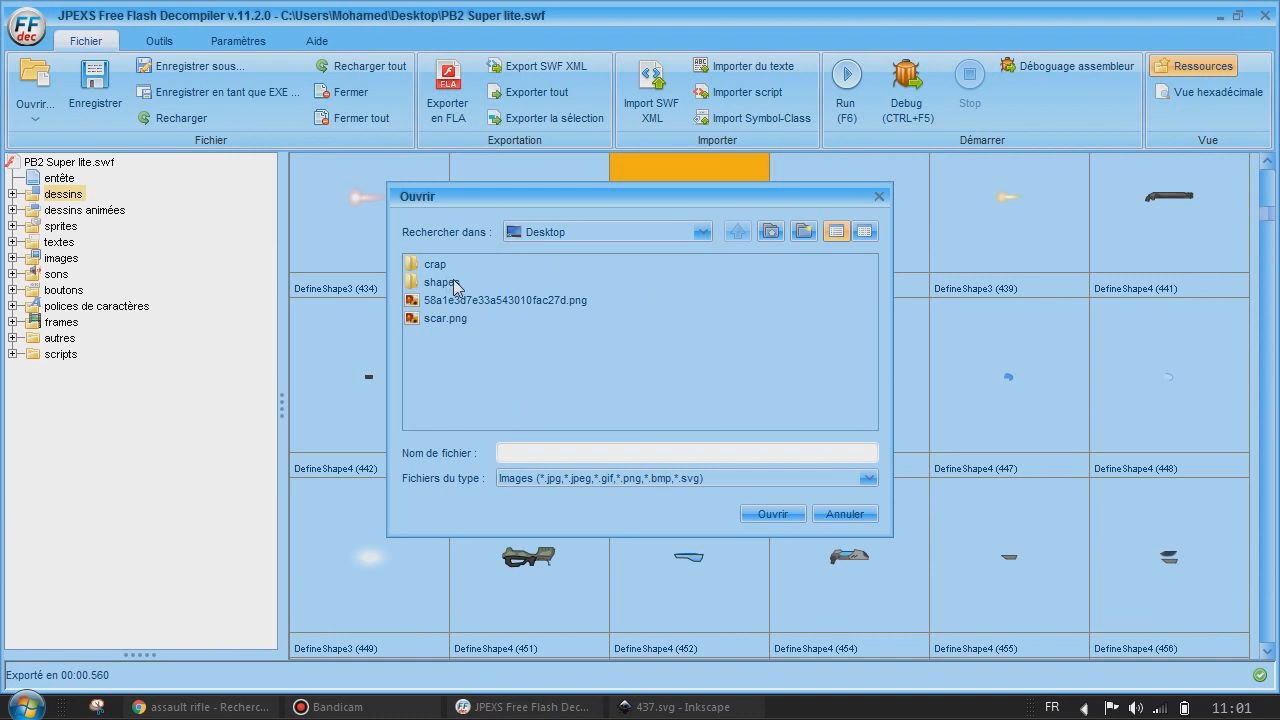 FF dec
JPEXS Free Flash Decompiler v.11.2.0 - C:\Users\Mohamed\Desktop\PB2 Super lite.swf
Fichier Outils Paramètres Aide
Ouvrir...
Enregistrer
Enregistrer sous...
Enregistrer en tant que EXE ...
Recharger
Recharger tout
Fermer
Fermer tout
Fichier
FLA
Exporter
en FLA
Export SWF XML
Exporter tout
Exporter la sélection
Exportation
Import SWF
XML
Importer du texte
Importer script
Import Symbol-Class
Importer
Run
(F6)
Debug
(CTRL+F5)
Stop
Déboguage assembleur
Démarrer
Ressources
Vue hexadécimale
Vue
PB2 Super lite.swf
entête
dessins
dessins animées
sprites
textes
images
sons
boutons
polices de caractères
frames
autres
scripts
Ouvrir
Rechercher dans :
Desktop
crap
58a1e3d7e33a543010fac27d.png
scar.png
Nom de fichier :
Fichiers du type :
Images (*.jpg,*.jpeg,*.gif,*.png,*.bmp,*.svg)
Ouvrir
Annuler
DefineShape3 (434)
DefineShape3 (439)
DefineShape4 (441)
DefineShape4 (442)
DefineShape4 (447)
DefineShape4 (448)
DefineShape3 (449)
DefineShape4 (451)
DefineShape4 (452)
DefineShape4 (454)
DefineShape4 (455)
DefineShape4 (456)
Exporté en 00:00.560
assault rifle - Recherc...
Bandicam
JPEXS Free Flash Dec...
437.svg - Inkscape
FR
11:01